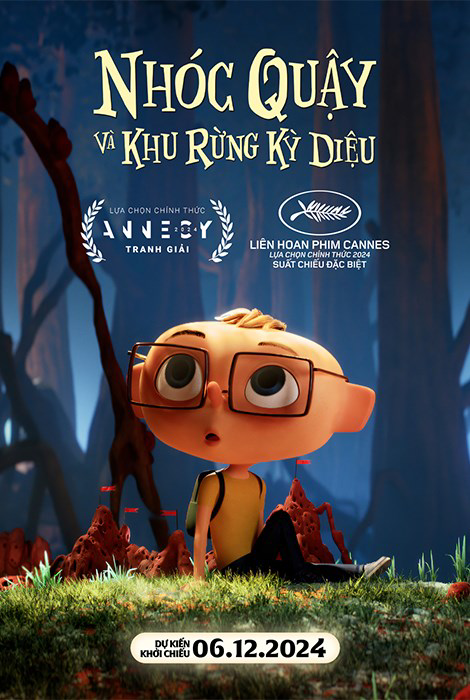 NHÓC QUẬY
VÀ KHU RỪNG KỲ DIỆU
LỰA CHỌN CHÍNH THỨC
ANNECY
2024
TRANH GIẢI
LIÊN HOAN PHIM CANNES
LỰA CHỌN CHÍNH THỨC 2024
SUẤT CHIẾU ĐẶC BIỆT
DỰ KIẾN
KHỞI CHIẾU
06.12.2024